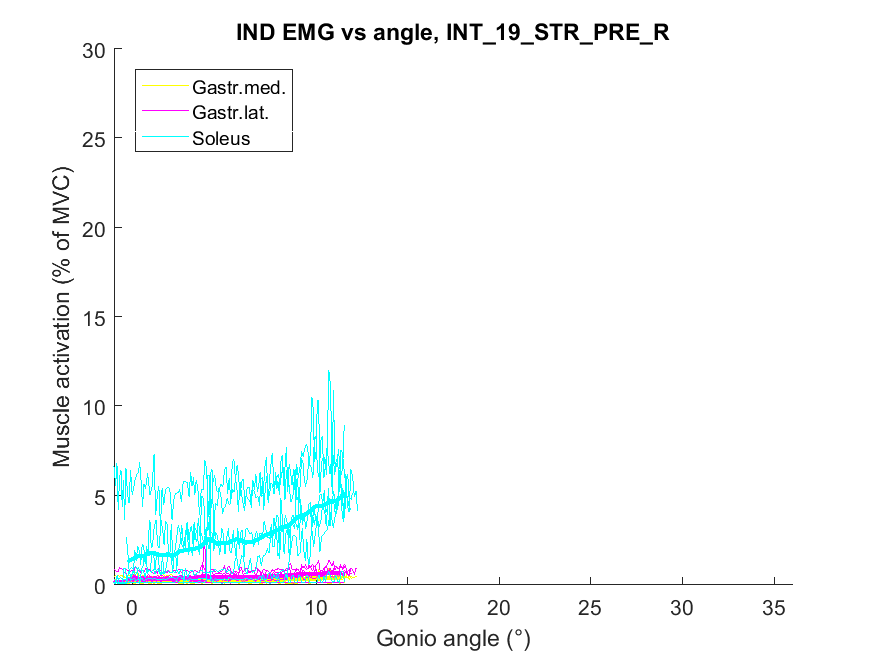 IND EMG vs angle, INT_19_STR_PRE_R
30
25
20
15
10
5
0
Muscle activation (% of MVC)
Gastr.med.
Gastr.lat.
Soleus
0 5 10 15 20 25 30 35
Gonio angle (°)